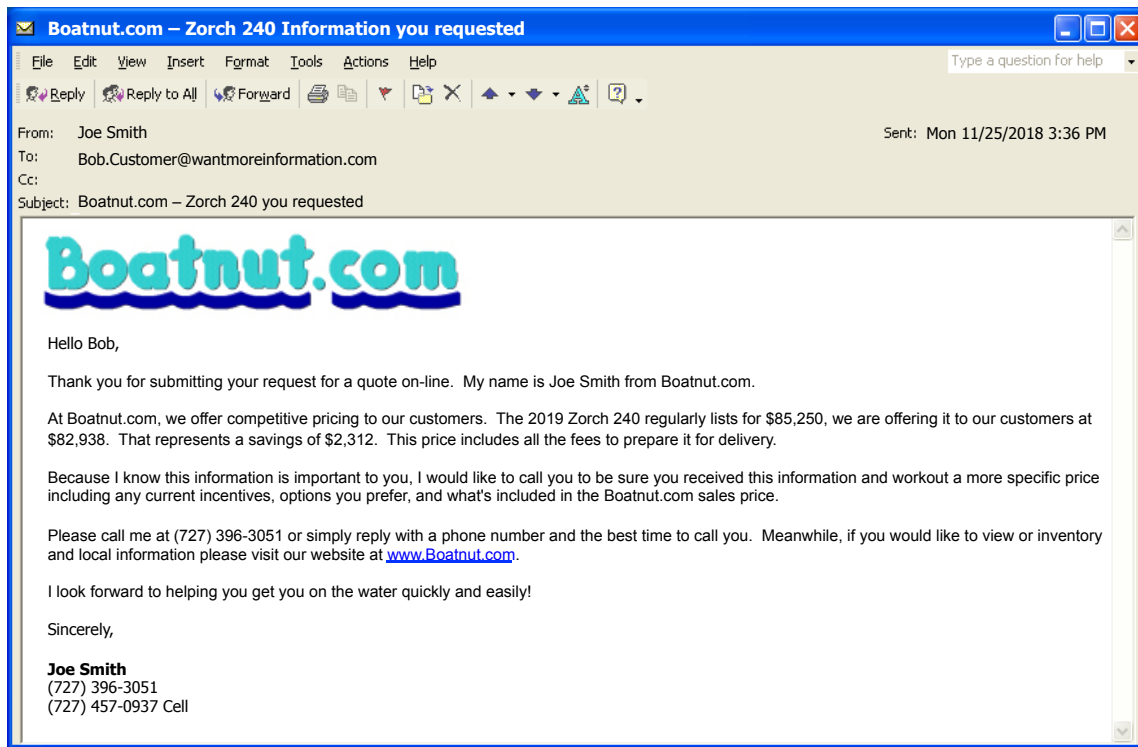 Boatnut.com – Zorch 240 Information you requested
File Edit View Insert Format Tools Actions Help Type a question for help
Reply Reply to All Forward
From: Joe Smith Sent: Mon 11/25/2018 3:36 PM
To: Bob.Customer@wantmoreinformation.com
Cc:
Subject: Boatnut.com – Zorch 240 you requested
Boatnut.com
Hello Bob,
Thank you for submitting your request for a quote on-line. My name is Joe Smith from Boatnut.com.
At Boatnut.com, we offer competitive pricing to our customers. The 2019 Zorch 240 regularly lists for $85,250, we are offering it to our customers at
$82,938. That represents a savings of $2,312. This price includes all the fees to prepare it for delivery.
Because I know this information is important to you, I would like to call you to be sure you received this information and workout a more specific price
including any current incentives, options you prefer, and what's included in the Boatnut.com sales price.
Please call me at (727) 396-3051 or simply reply with a phone number and the best time to call you. Meanwhile, if you would like to view or inventory
and local information please visit our website at www.Boatnut.com.
I look forward to helping you get you on the water quickly and easily!
Sincerely,
Joe Smith
(727) 396-3051
(727) 457-0937 Cell